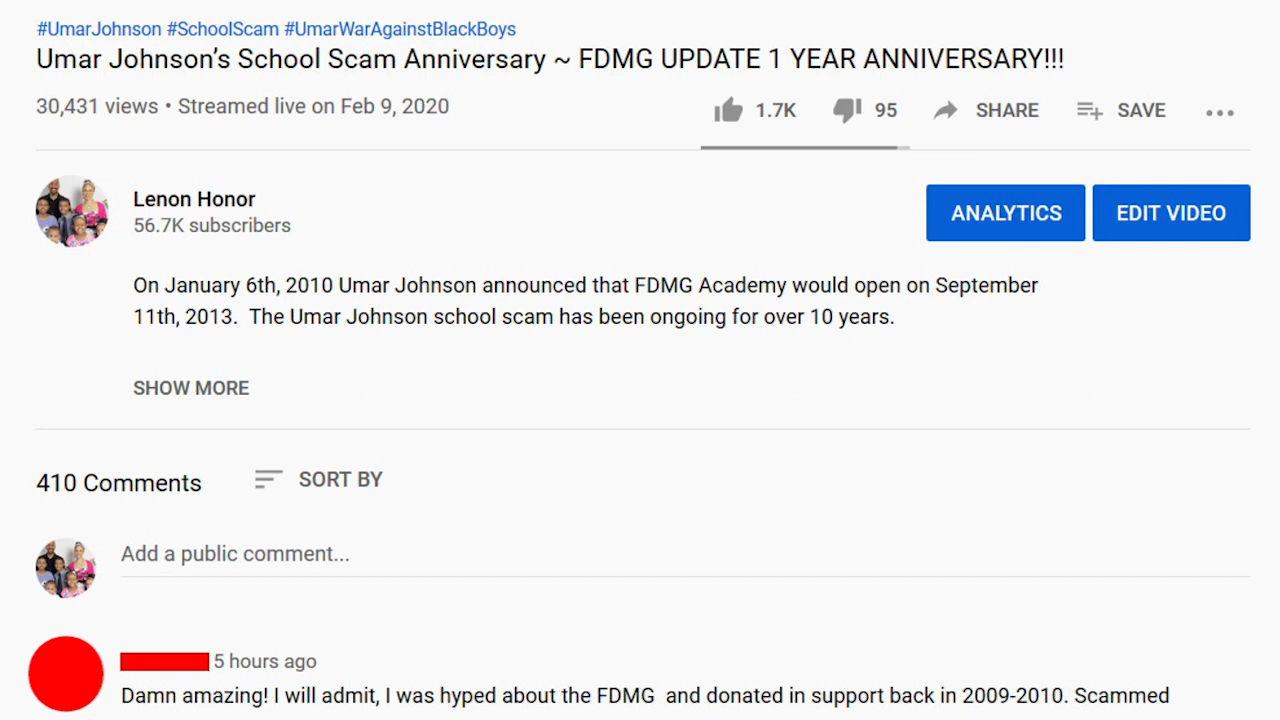 #UmarJohnson #SchoolScam #UmarWarAgainstBlackBoys
Umar Johnson’s School Scam Anniversary ~ FDMG UPDATE 1 YEAR ANNIVERSARY!!!
30,431 views • Streamed live on Feb 9, 2020
1.7K 95 SHARE SAVE
Lenon Honor
56.7K subscribers
ANALYTICS EDIT VIDEO
On January 6th, 2010 Umar Johnson announced that FDMG Academy would open on September
11th, 2013.  The Umar Johnson school scam has been ongoing for over 10 years.
SHOW MORE
410 Comments SORT BY
Add a public comment...
5 hours ago
Damn amazing! I will admit, I was hyped about the FDMG  and donated in support back in 2009-2010. Scammed